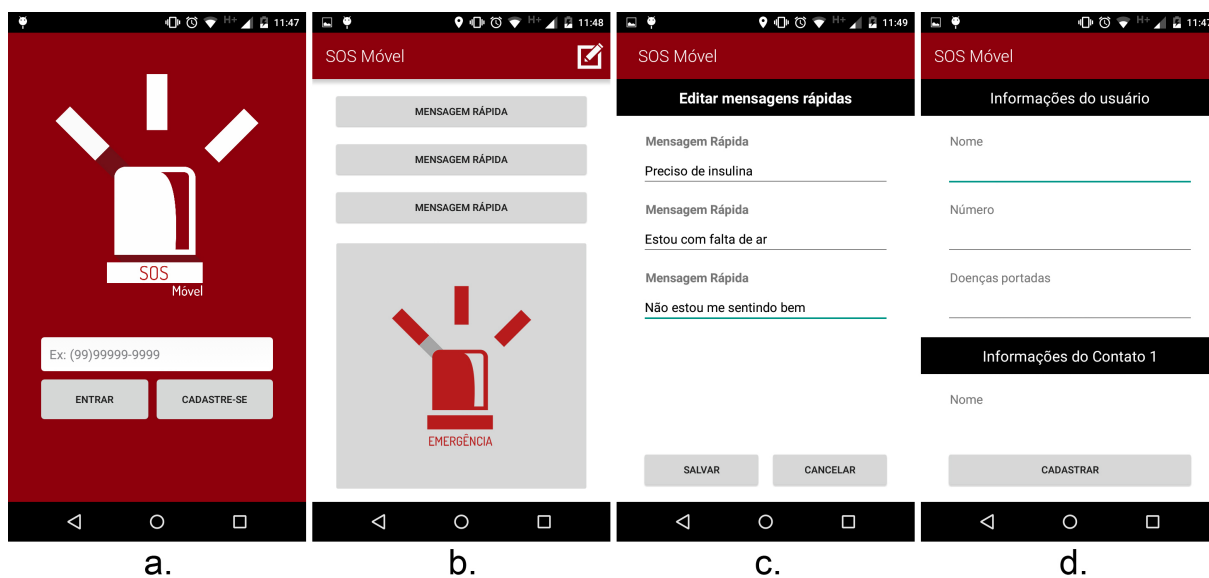 H+ 11:47
SOS
Móvel
Ex: (99)99999-9999
ENTRAR CADASTRE-SE
a.
H+ 11:48
SOS Móvel
MENSAGEM RÁPIDA
MENSAGEM RÁPIDA
MENSAGEM RÁPIDA
EMERGÊNCIA
b.
H+ 11:49
SOS Móvel
Editar mensagens rápidas
Mensagem Rápida
Preciso de insulina
Mensagem Rápida
Estou com falta de ar
Mensagem Rápida
Não estou me sentindo bem
SALVAR CANCELAR
c.
H+ 11:47
SOS Móvel
Informações do usuário
Nome
Número
Doenças portadas
Informações do Contato 1
Nome
CADASTRAR
d.